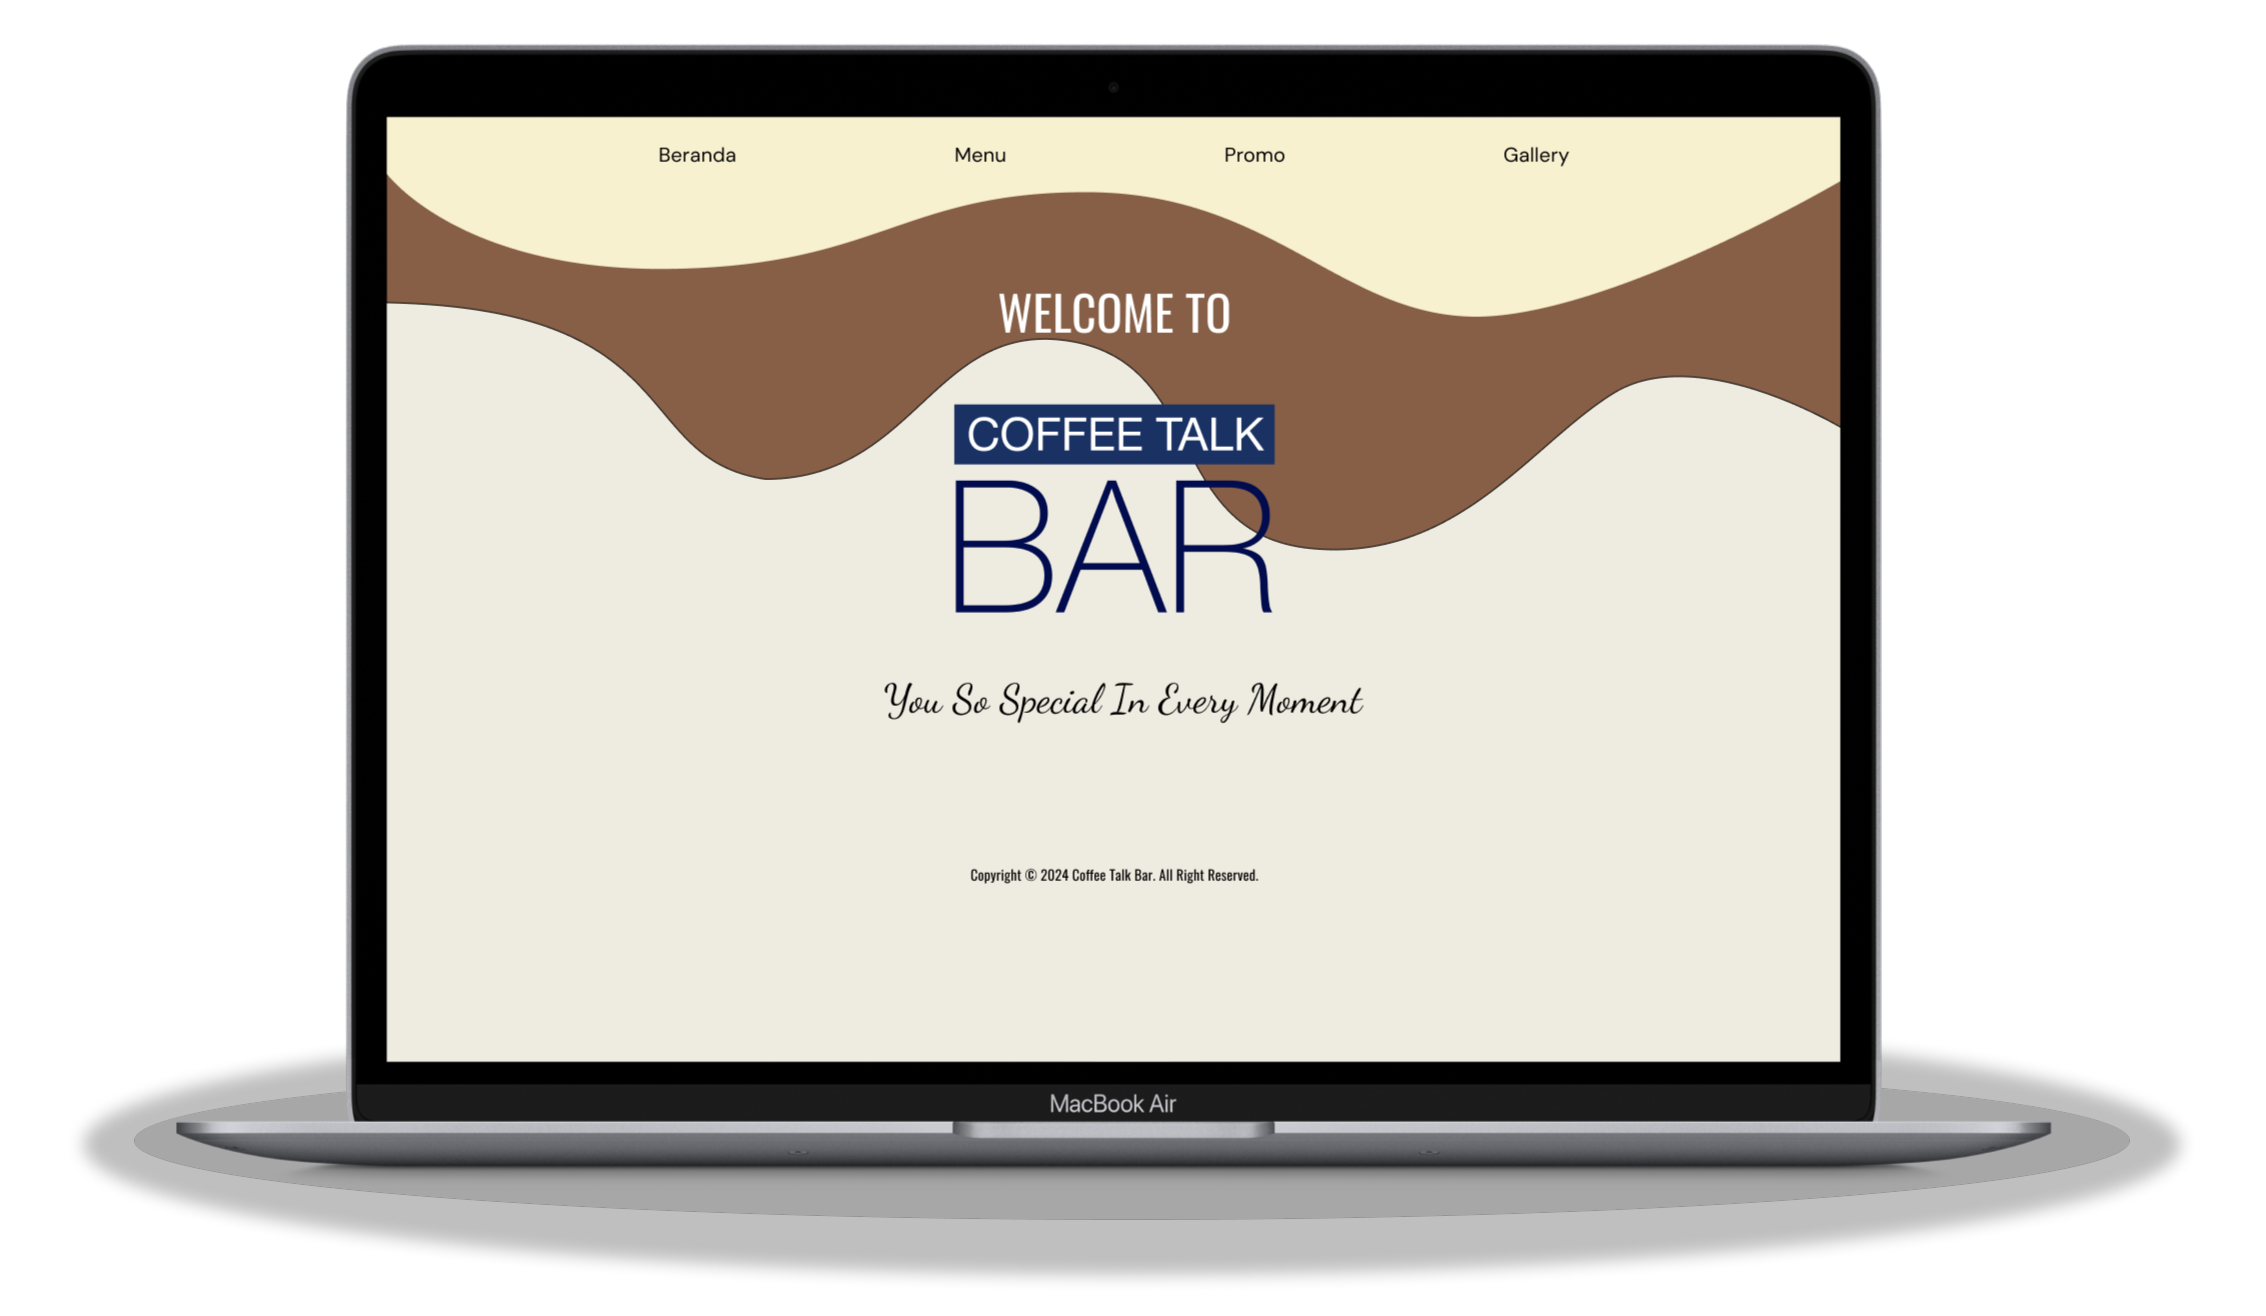 Beranda Menu Promo Gallery
WELCOME TO
COFFEE TALK
BAR
You So Special In Every Moment
Copyright © 2024 Coffee Talk Bar. All Right Reserved.
MacBook Air